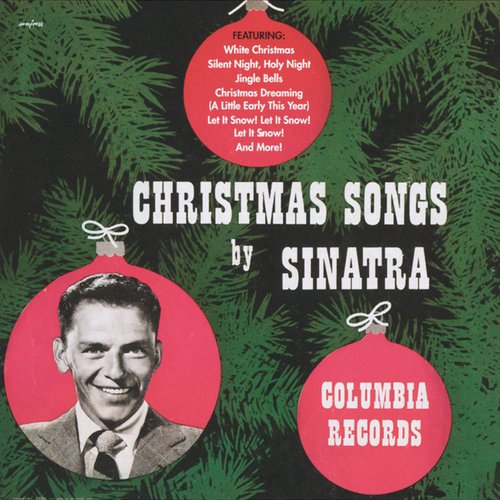 FEATURING:
White Christmas
Silent Night, Holy Night
Jingle Bells
Christmas Dreaming
(A Little Early This Year)
Let It Snow! Let It Snow!
Let It Snow!
And More!
CHRISTMAS SONGS
by SINATRA
COLUMBIA
RECORDS